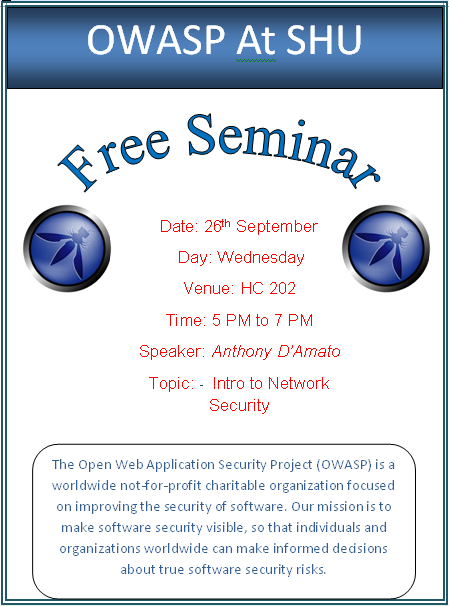 OWASP At SHU
Free Seminar
Date: 26th September
Day: Wednesday
Venue: HC 202
Time: 5 PM to 7 PM
Speaker: Anthony D'Amato
Topic: - Intro to Network
Security
The Open Web Application Security Project (OWASP) is a
worldwide not-for-profit charitable organization focused
on improving the security of software. Our mission is to
make software security visible, so that individuals and
organizations worldwide can make informed decisions
about true software security risks.